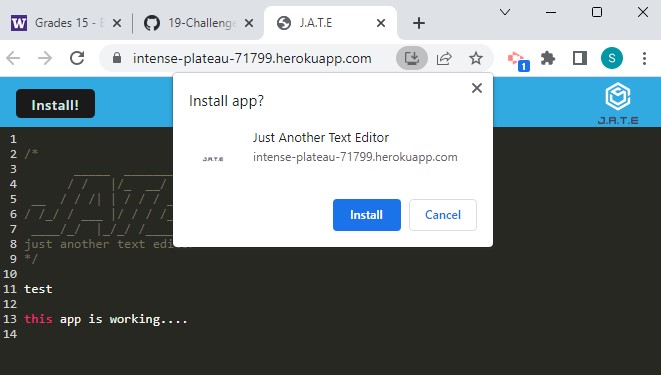 Grades 15 - E
19-Challenge
J.A.T.E
intense-plateau-71799.herokuapp.com
1
S
Install!
J.A.T.E
Install app?
J.A.T.E
Just Another Text Editor
intense-plateau-71799.herokuapp.com
Install
Cancel
1
2 /*
3
4
5
6
7
8 just another text edi
9 */
10
11 test
12
13 this app is working....
14